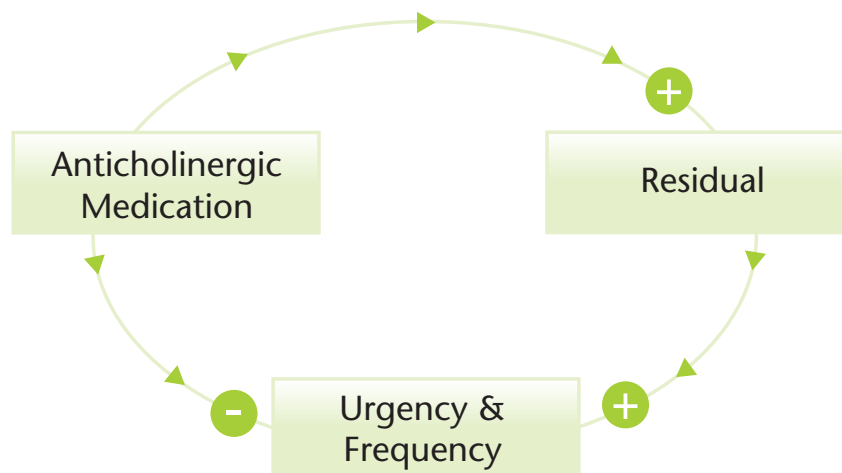 +
Anticholinergic
Medication
Residual
-
Urgency &
Frequency
+